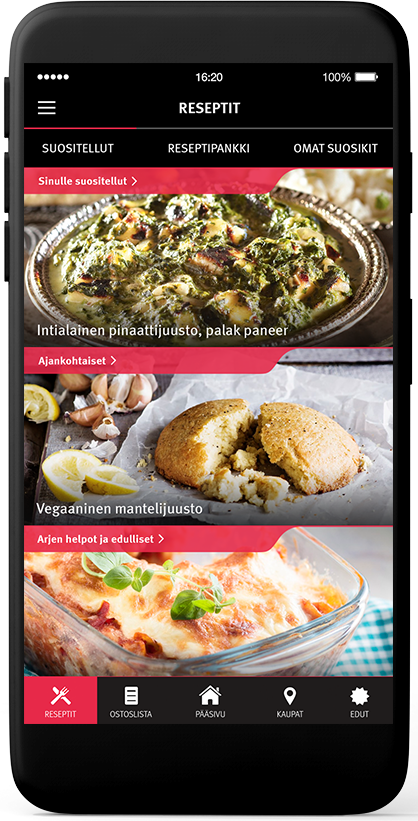 16:20
100%
RESEPTIT
SUOSITELLUT RESEPTIPANKKI OMAT SUOSIKIT
Sinulle suositellut
Intialainen pinaattijuusto, palak paneer
Ajankohtaiset
Vegaaninen mantelijuusto
Arjen helpot ja edulliset
RESEPTIT OSTOSLISTA PÄÄSIVU KAUPAT EDUT